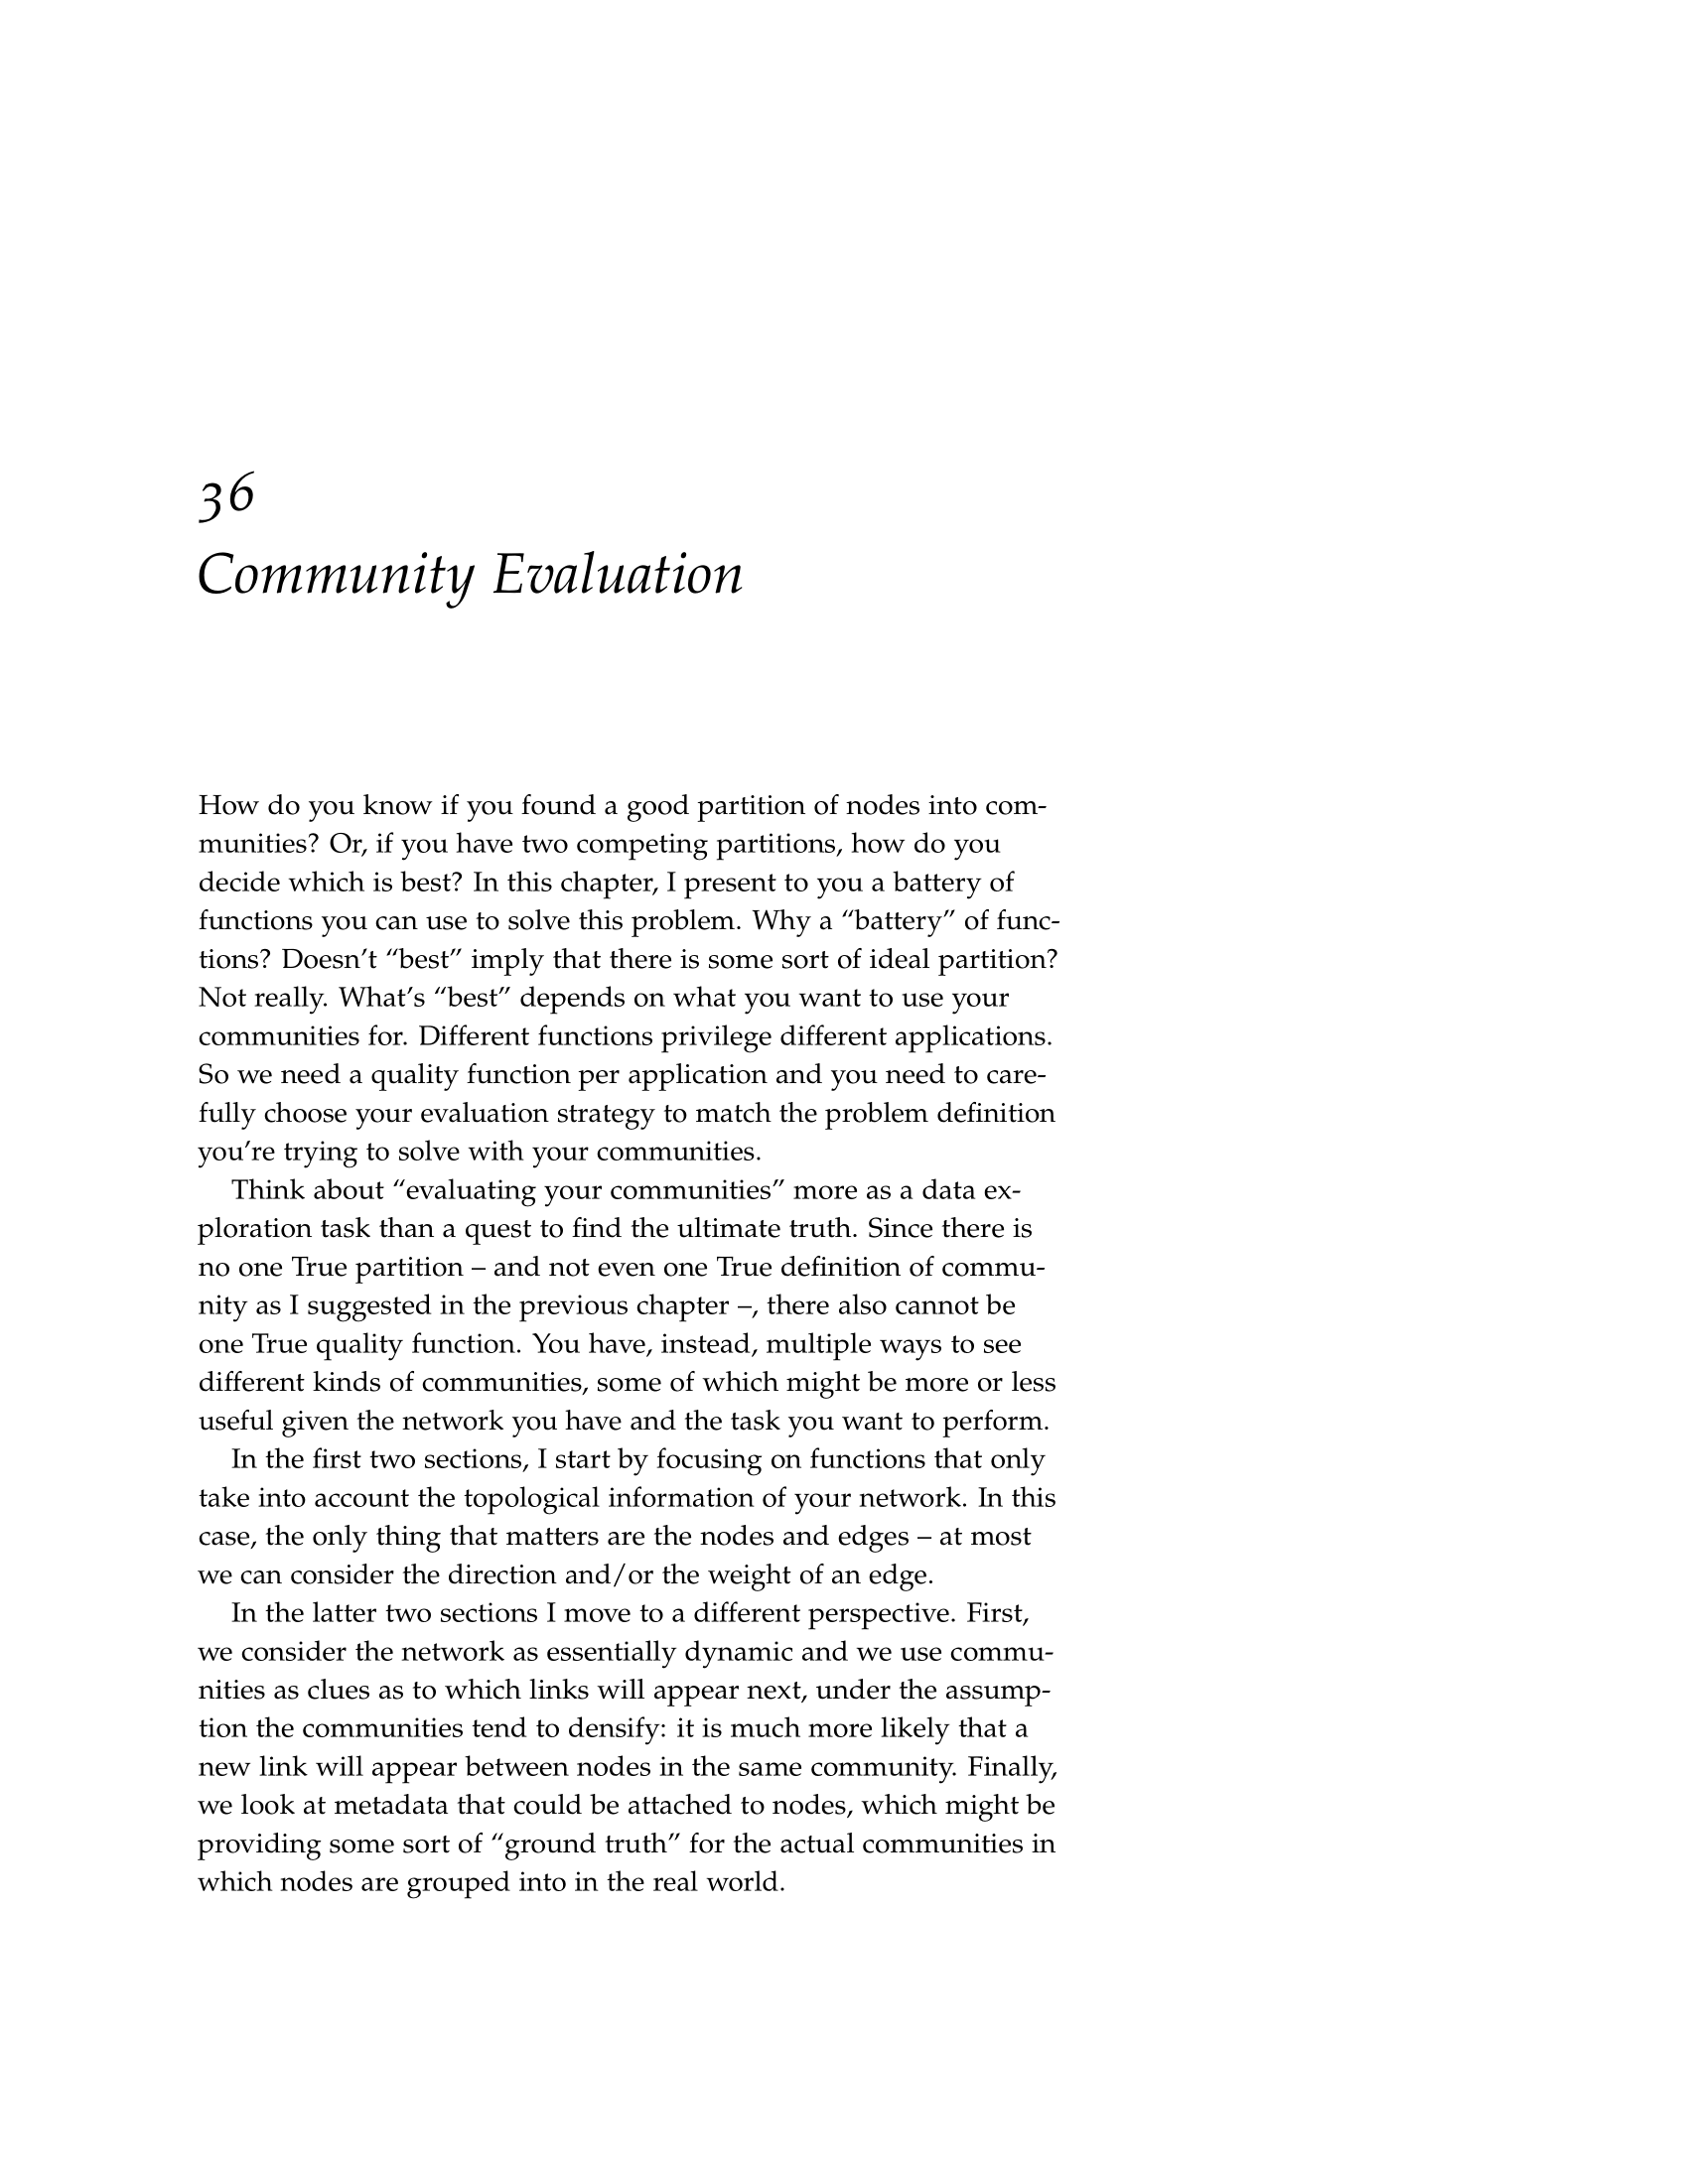 36
Community Evaluation
How do you know if you found a good partition of nodes into com-
munities? Or, if you have two competing partitions, how do you
decide which is best? In this chapter, I present to you a battery of
functions you can use to solve this problem. Why a “battery” of func-
tions? Doesn’t “best” imply that there is some sort of ideal partition?
Not really. What’s “best” depends on what you want to use your
communities for. Different functions privilege different applications.
So we need a quality function per application and you need to care-
fully choose your evaluation strategy to match the problem definition
you’re trying to solve with your communities.
Think about “evaluating your communities” more as a data ex-
ploration task than a quest to find the ultimate truth. Since there is
no one True partition – and not even one True definition of commu-
nity as I suggested in the previous chapter –, there also cannot be
one True quality function. You have, instead, multiple ways to see
different kinds of communities, some of which might be more or less
useful given the network you have and the task you want to perform.
In the first two sections, I start by focusing on functions that only
take into account the topological information of your network. In this
case, the only thing that matters are the nodes and edges – at most
we can consider the direction and/or the weight of an edge.
In the latter two sections I move to a different perspective. First,
we consider the network as essentially dynamic and we use commu-
nities as clues as to which links will appear next, under the assump-
tion the communities tend to densify: it is much more likely that a
new link will appear between nodes in the same community. Finally,
we look at metadata that could be attached to nodes, which might be
providing some sort of “ground truth” for the actual communities in
which nodes are grouped into in the real world.